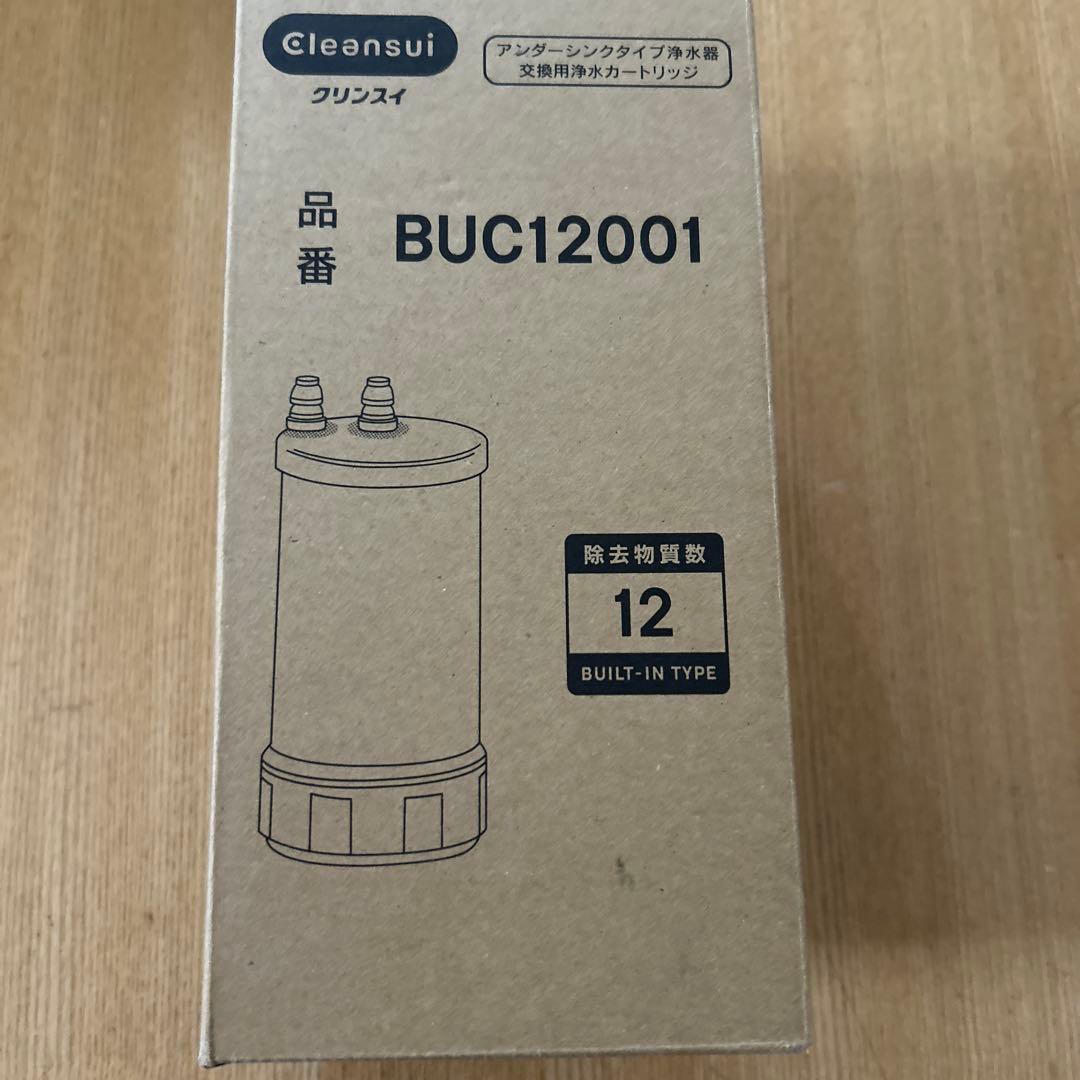 Cleansui
クリンスイ
アンダーシンクタイプ浄水器
交換用浄水カートリッジ
品番
BUC12001
除去物質数
12
BUILT-IN TYPE